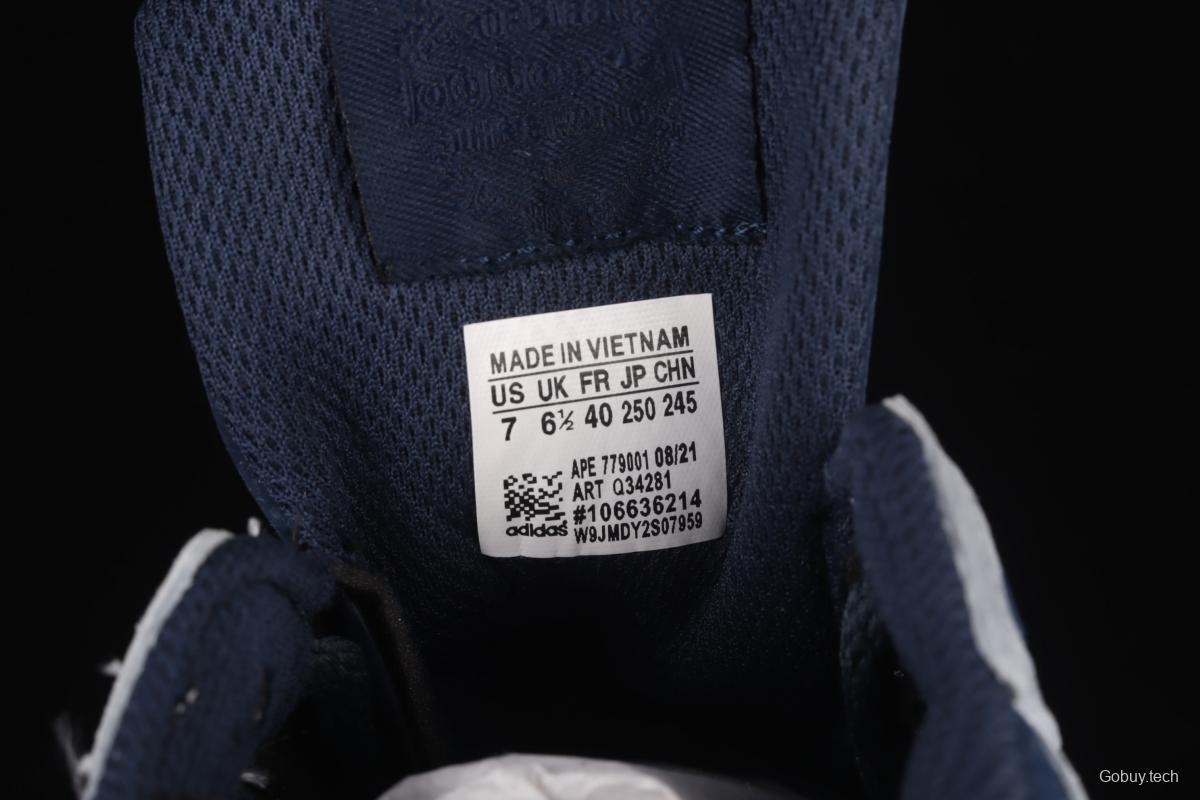 MADE IN VIETNAM
US UK FR JP CHN
7 6½ 40 250 245
APE 779001 08/21
ART Q34281
#106636214
adidas W9JMDY2S07959
Gobuy.tech